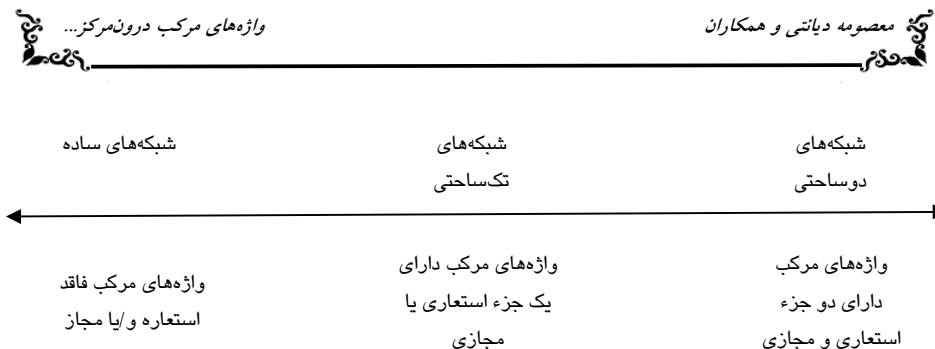 معصومه دیانتی و همکاران
واژه‌های مرکب درون‌مرکز...
شبکه‌های
دوساحتی
شبکه‌های
تک‌ساحتی
شبکه‌های ساده
واژه‌های مرکب
دارای دو جزء
استعاری و مجازی
واژه‌های مرکب دارای
یک جزء استعاری یا
مجازی
واژه‌های مرکب فاقد
استعاره و/یا مجاز